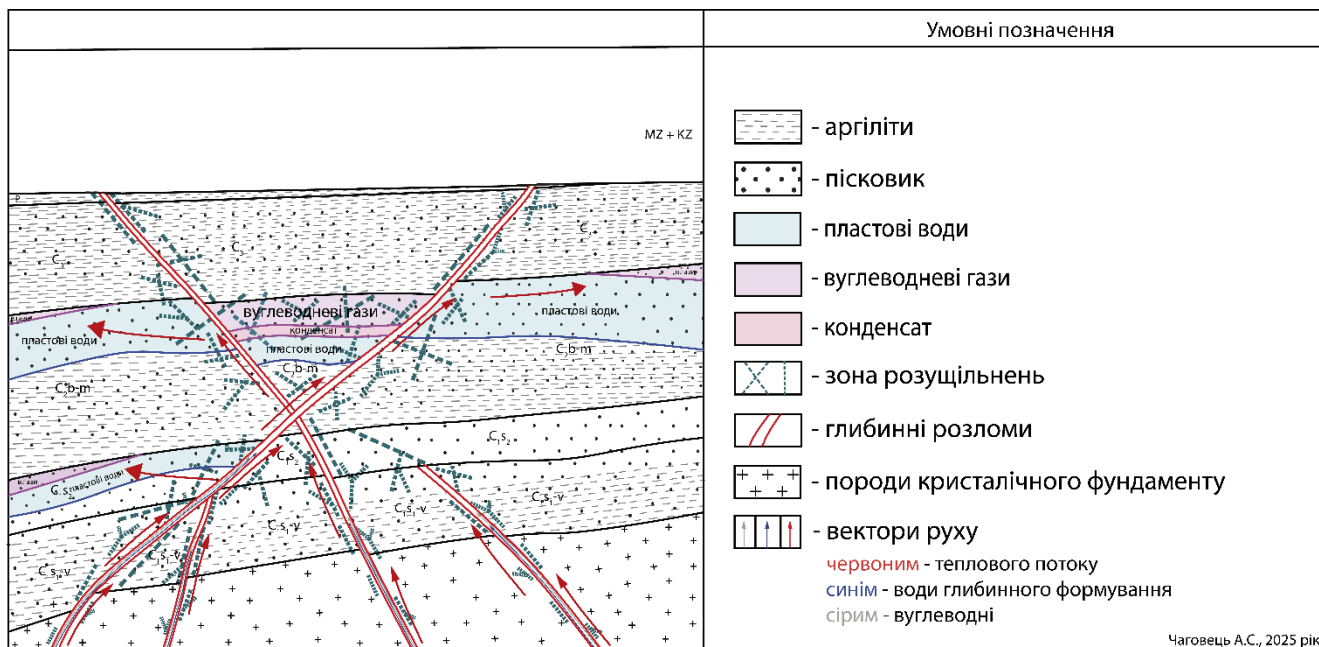 Умовні позначення
MZ + KZ
- аргіліти
- пісковик
- пластові води
- вуглеводневі гази
- конденсат
- зона розущільнень
- глибинні розломи
- породи кристалічного фундаменту
- вектори руху
червоним - теплового потоку
синім - води глибинного формування
сірим - вуглеводні
Чаговець А.С., 2025 рік
P
C₃
вуглеводневі гази
конденсат
пластові води
пластові води
пластові води
C₂b-m
C₂b-m
C₁s₂
C₁s₂
пластові води
C₁s₁-v
C₁s₁-v
C₁s₁-v
C₁s₁-v